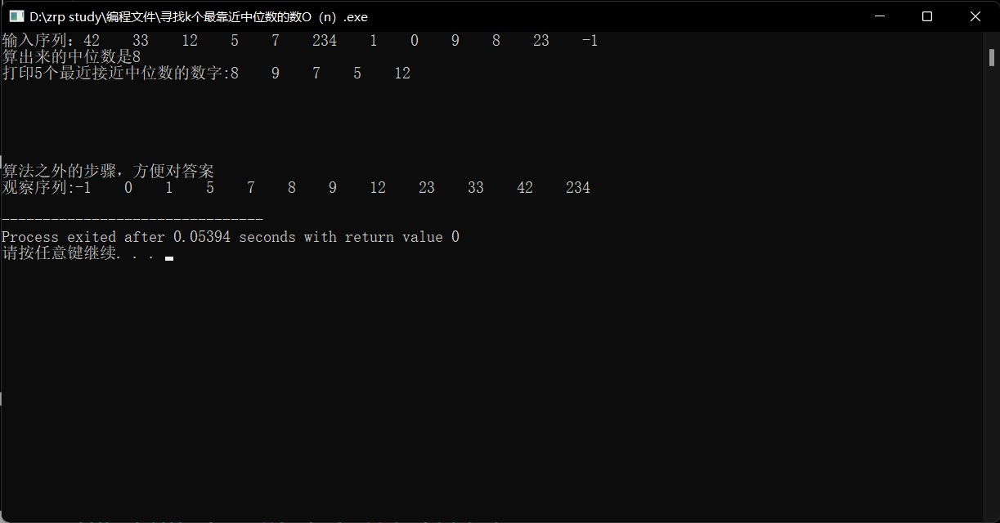 D:\zrp study\编程文件\寻找k个最靠近中位数的数O（n）.exe
输入序列：42 33 12 5 7 234 1 0 9 8 23 -1
算出来的中位数是8
打印5个最近接近中位数的数字:8 9 7 5 12
算法之外的步骤，方便对答案
观察序列:-1 0 1 5 7 8 9 12 23 33 42 234
--------------------------------
Process exited after 0.05394 seconds with return value 0
请按任意键继续. . .